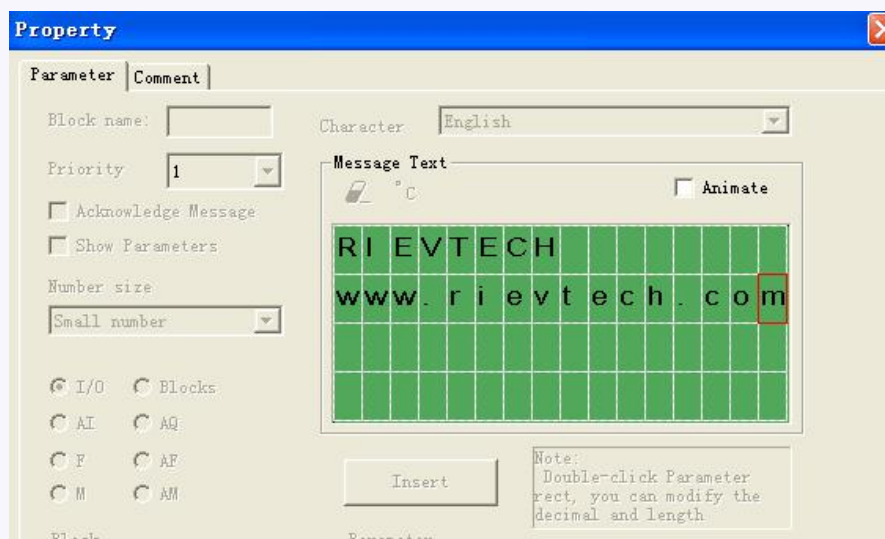 Property
Parameter Comment
Block name:
Character English
Priority 1
Message Text
°C
Animate
Acknowledge Message
Show Parameters
RIEVTECH
www.rievtech.com
Number size
Small number
I/O Blocks
AI AQ
F AF
M AM
Insert
Note:
Double-click Parameter
rect, you can modify the
decimal and length
Block
Parameter